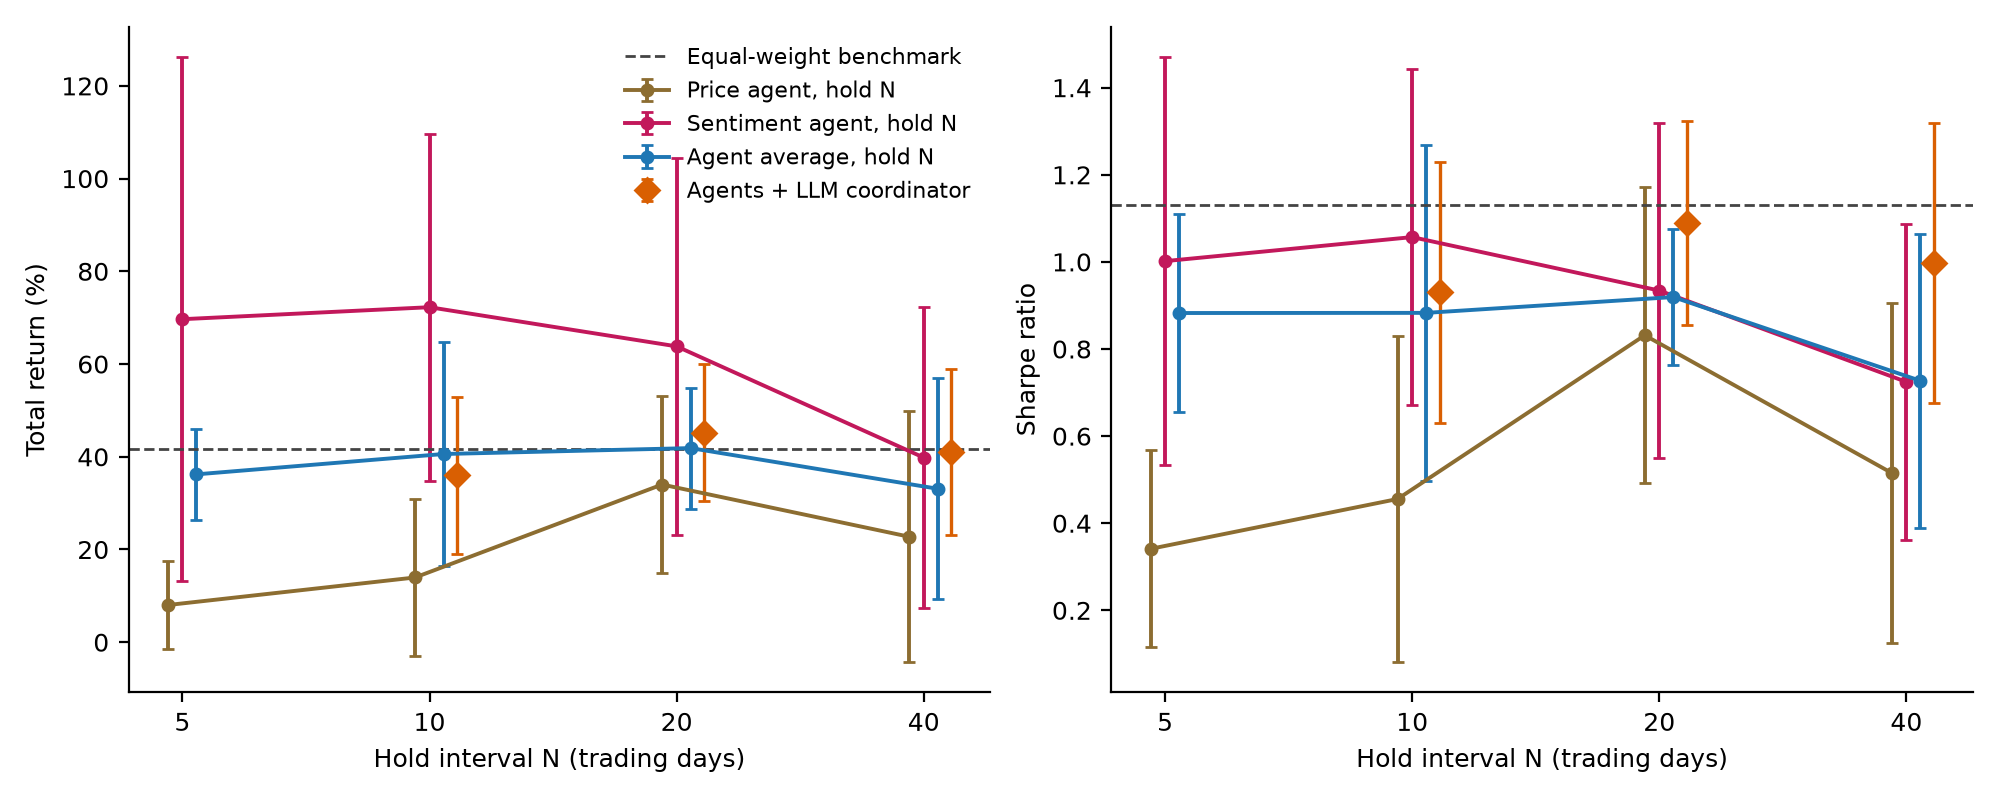 Total return (%)
120
100
80
60
40
20
0
5
10
20
40
Hold interval N (trading days)
Equal-weight benchmark
Price agent, hold N
Sentiment agent, hold N
Agent average, hold N
Agents + LLM coordinator
Sharpe ratio
1.4
1.2
1.0
0.8
0.6
0.4
0.2
5
10
20
40
Hold interval N (trading days)